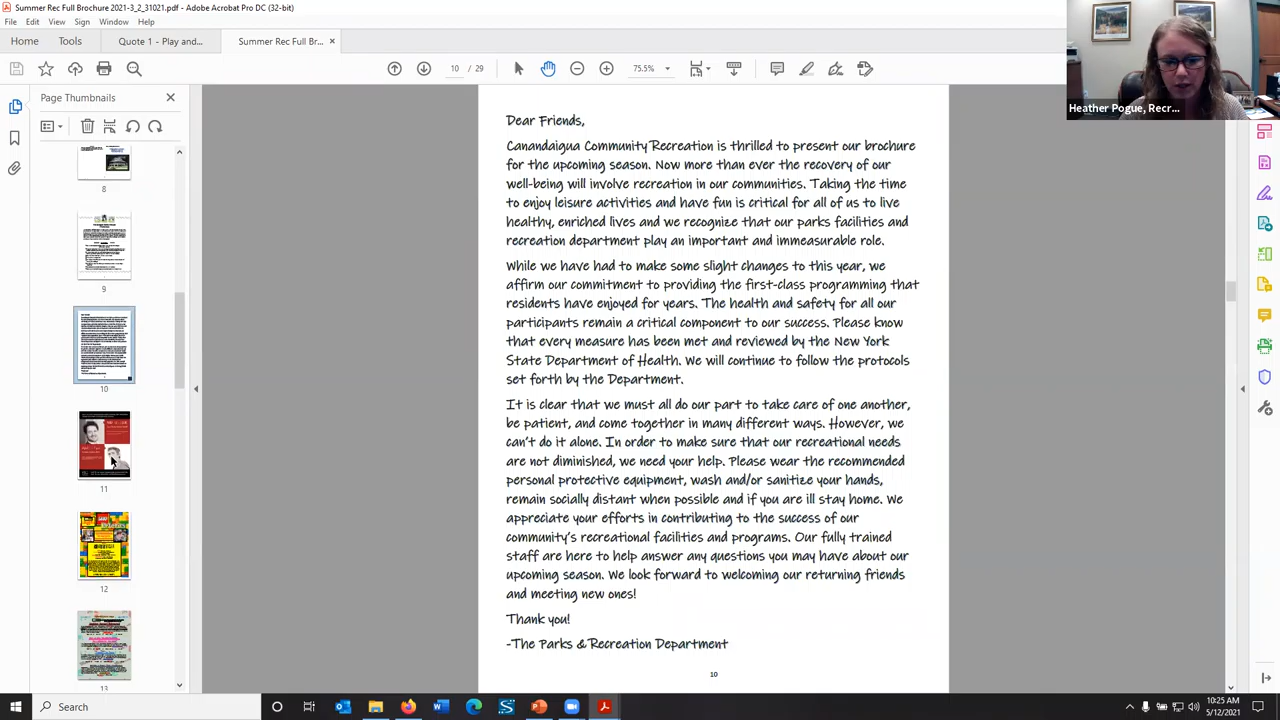 Summer Rec Full Brochure 2021-3_2_31021.pdf - Adobe Acrobat Pro DC (32-bit)
File Edit View Sign Window Help
Home Tools Quote 1 - Play and... Summer Rec Full Br... ×
10 / 29 75.5%
Page Thumbnails
8
9
10
11
12
13
Dear Friends,
Canandaigua Community Recreation is thrilled to present our brochure
for the upcoming season. Now more than ever the recovery of our
well-being will involve recreation in our communities. Taking the time
to enjoy leisure activities and have fun is critical for all of us to live
healthy, enriched lives and we recognize that our parks facilities and
recreation department play an important and immeasurable role.
While we have had to make some slight changes to this year, we
affirm our commitment to providing the first-class programming that
residents have enjoyed for years. The health and safety for all our
participants remain a critical component to our success. Please know
that every measure has been met and reviewed by the New York
State Department of Health. We will continue to follow the protocols
set forth by the Department.
It is clear that we must all do our part to take care of one another,
be patient, and come together in many different ways. However, we
can't do it alone. In order to make sure that our recreational needs
are not diminished, we need your help. Please wear the recommended
personal protective equipment, wash and/or sanitize your hands,
remain socially distant when possible and if you are ill stay home. We
appreciate your efforts in contributing to the success of our
community's recreational facilities and programs. Our fully trained
staff are here to help answer any questions you may have about our
upcoming season. We look forward to welcoming our returning friends
and meeting new ones!
Thank you!
-The Parks & Recreation Department
10
Heather Pogue, Recr...
Search
10:25 AM
5/12/2021